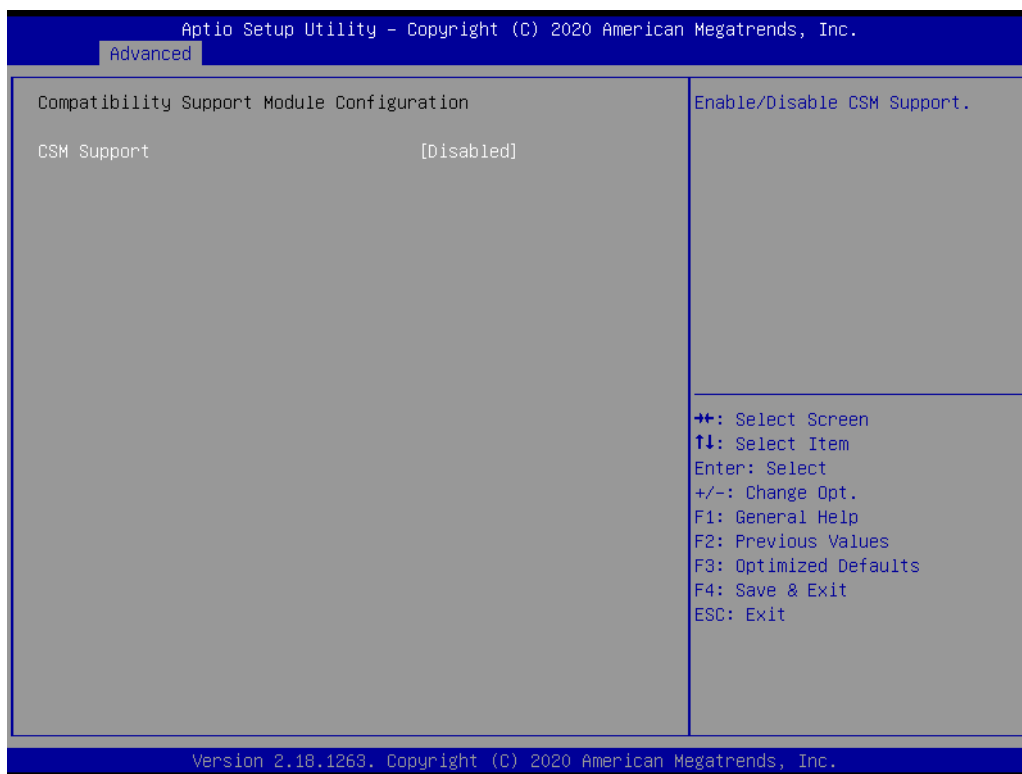 Aptio Setup Utility – Copyright (C) 2020 American Megatrends, Inc.
Advanced
Compatibility Support Module Configuration
CSM Support [Disabled]
Enable/Disable CSM Support.
→←: Select Screen
↑↓: Select Item
Enter: Select
+/-: Change Opt.
F1: General Help
F2: Previous Values
F3: Optimized Defaults
F4: Save & Exit
ESC: Exit
Version 2.18.1263. Copyright (C) 2020 American Megatrends, Inc.